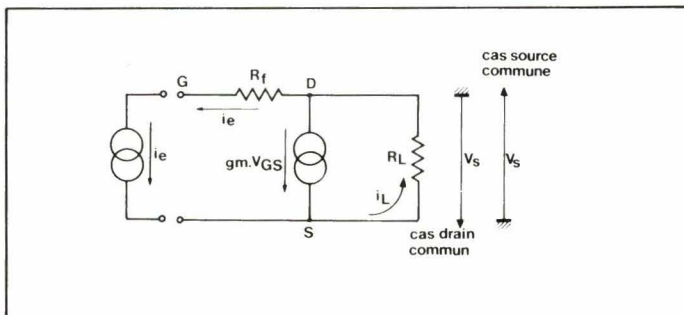 cas source
commune
G
Rf
D
ie
ie
gm.VGS
RL
VS
VS
iL
S
cas drain
commun